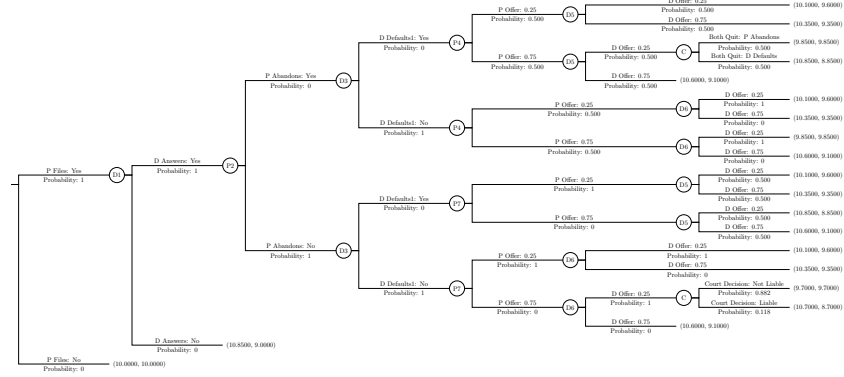 D Offer: 0.25
Probability: 0.500
(10.1000, 9.6000)
P Offer: 0.25
Probability: 0.500
D5
D Offer: 0.75
Probability: 0.500
(10.3500, 9.3500)
D Defaults1: Yes
Probability: 0
P4
Both Quit: P Abandons
Probability: 0.500
(9.8500, 9.8500)
D Offer: 0.25
Probability: 0.500
C
Both Quit: D Defaults
Probability: 0.500
(10.8500, 8.8500)
P Offer: 0.75
Probability: 0.500
D5
D Offer: 0.75
Probability: 0.500
(10.6000, 9.1000)
P Abandons: Yes
Probability: 0
D3
D Offer: 0.25
Probability: 1
(10.1000, 9.6000)
P Offer: 0.25
Probability: 0.500
D6
D Offer: 0.75
Probability: 0
(10.3500, 9.3500)
D Defaults1: No
Probability: 1
P4
D Offer: 0.25
Probability: 1
(9.8500, 9.8500)
P Offer: 0.75
Probability: 0.500
D6
D Offer: 0.75
Probability: 0
(10.6000, 9.1000)
P Files: Yes
Probability: 1
D1
D Answers: Yes
Probability: 1
P2
D Offer: 0.25
Probability: 0.500
(10.1000, 9.6000)
P Offer: 0.25
Probability: 1
D5
D Offer: 0.75
Probability: 0.500
(10.3500, 9.3500)
D Defaults1: Yes
Probability: 0
P7
D Offer: 0.25
Probability: 0.500
(10.8500, 8.8500)
P Offer: 0.75
Probability: 0
D5
D Offer: 0.75
Probability: 0.500
(10.6000, 9.1000)
P Abandons: No
Probability: 1
D3
D Offer: 0.25
Probability: 1
(10.1000, 9.6000)
P Offer: 0.25
Probability: 1
D6
D Offer: 0.75
Probability: 0
(10.3500, 9.3500)
D Defaults1: No
Probability: 1
P7
Court Decision: Not Liable
Probability: 0.882
(9.7000, 9.7000)
D Offer: 0.25
Probability: 1
C
Court Decision: Liable
Probability: 0.118
(10.7000, 8.7000)
P Offer: 0.75
Probability: 0
D6
D Offer: 0.75
Probability: 0
(10.6000, 9.1000)
D Answers: No
Probability: 0
(10.8500, 9.0000)
P Files: No
Probability: 0
(10.0000, 10.0000)